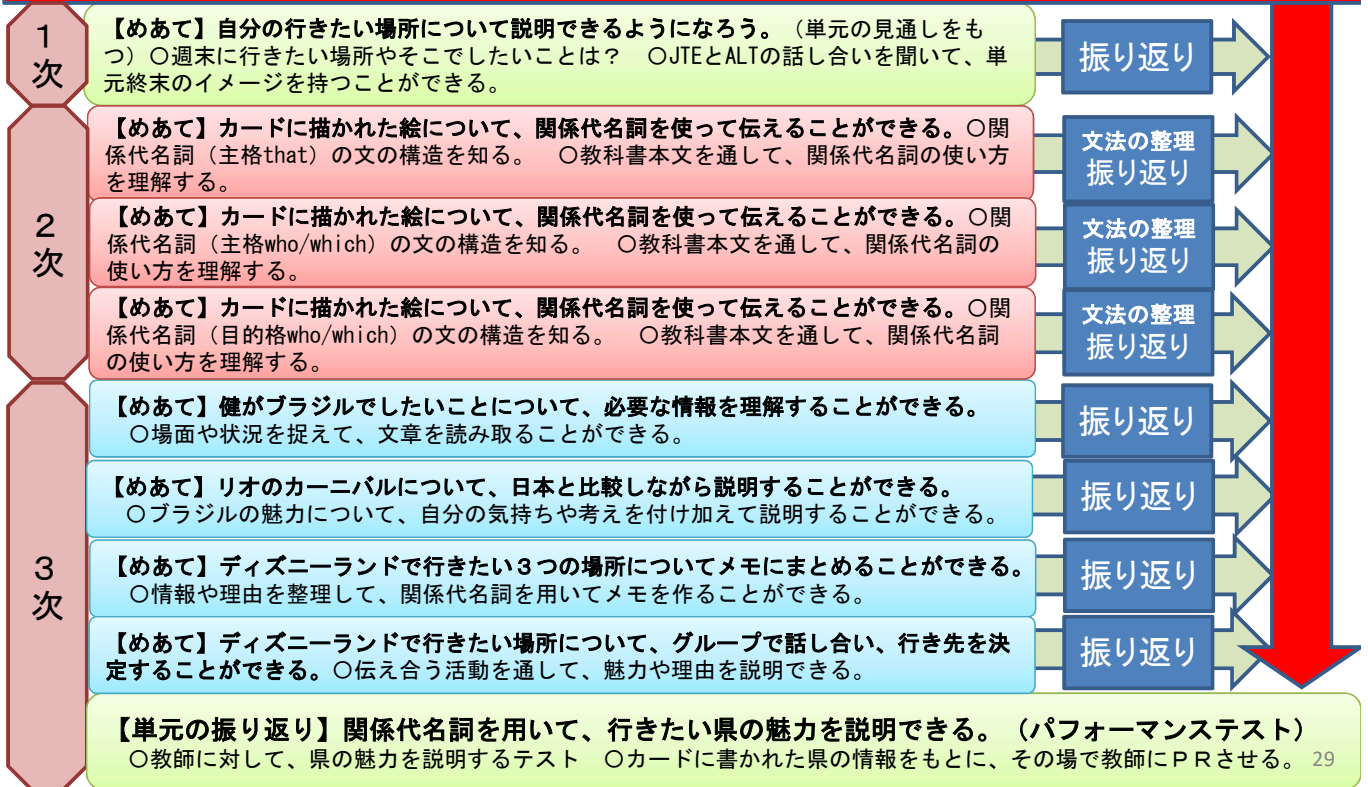 1
次
【めあて】自分の行きたい場所について説明できるようになろう。（単元の見通しをも
つ）〇週末に行きたい場所やそこでしたいことは？　〇JTEとALTの話し合いを聞いて、単
元終末のイメージを持つことができる。
振り返り
2
次
【めあて】カードに描かれた絵について、関係代名詞を使って伝えることができる。〇関
係代名詞（主格that）の文の構造を知る。　〇教科書本文を通して、関係代名詞の使い方
を理解する。
文法の整理
振り返り
【めあて】カードに描かれた絵について、関係代名詞を使って伝えることができる。〇関
係代名詞（主格who/which）の文の構造を知る。　〇教科書本文を通して、関係代名詞の
使い方を理解する。
文法の整理
振り返り
【めあて】カードに描かれた絵について、関係代名詞を使って伝えることができる。〇関
係代名詞（目的格who/which）の文の構造を知る。　〇教科書本文を通して、関係代名詞
の使い方を理解する。
文法の整理
振り返り
3
次
【めあて】健がブラジルでしたいことについて、必要な情報を理解することができる。
〇場面や状況を捉えて、文章を読み取ることができる。
振り返り
【めあて】リオのカーニバルについて、日本と比較しながら説明することができる。
〇ブラジルの魅力について、自分の気持ちや考えを付け加えて説明することができる。
振り返り
【めあて】ディズニーランドで行きたい３つの場所についてメモにまとめることができる。
〇情報や理由を整理して、関係代名詞を用いてメモを作ることができる。
振り返り
【めあて】ディズニーランドで行きたい場所について、グループで話し合い、行き先を決
定することができる。〇伝え合う活動を通して、魅力や理由を説明できる。
振り返り
【単元の振り返り】関係代名詞を用いて、行きたい県の魅力を説明できる。（パフォーマンステスト）
〇教師に対して、県の魅力を説明するテスト　〇カードに書かれた県の情報をもとに、その場で教師にＰＲさせる。 29